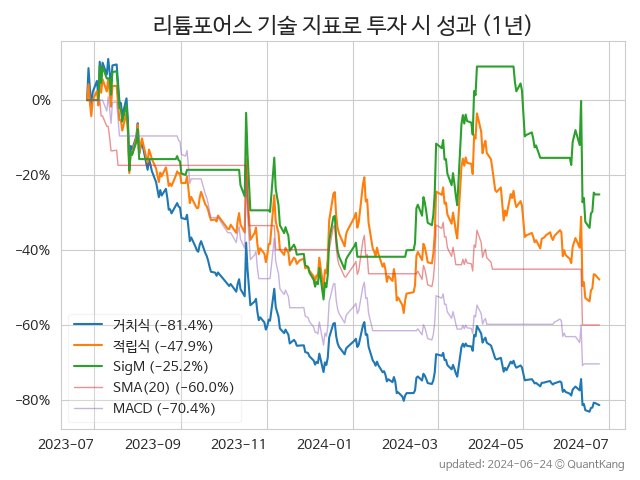 리튬포어스 기술 지표로 투자 시 성과 (1년)
0%
−20%
−40%
−60%
−80%
거치식 (−81.4%)
적립식 (−47.9%)
SigM (−25.2%)
SMA(20) (−60.0%)
MACD (−70.4%)
2023-07 2023-09 2023-11 2024-01 2024-03 2024-05 2024-07
updated: 2024-06-24 © QuantKang